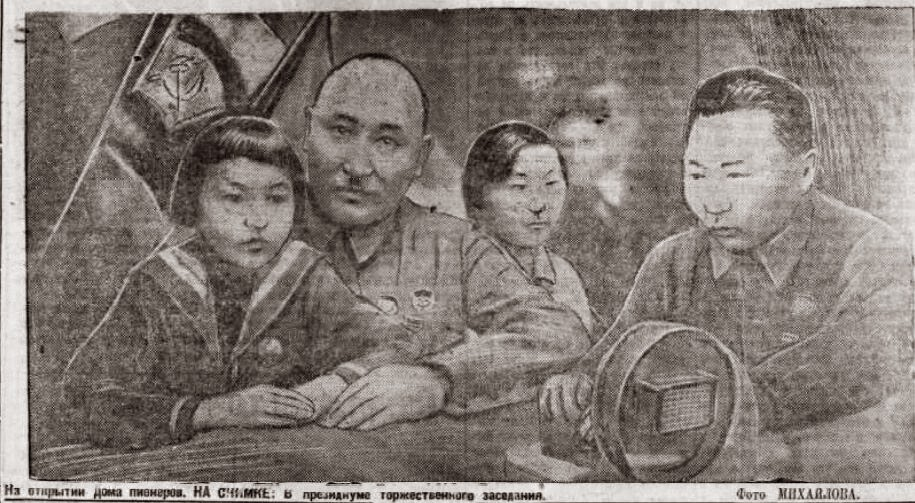 На открытии Дома пионеров. НА СНИМКЕ: В президиуме торжественного заседания. Фото МИХАЙЛОВА.